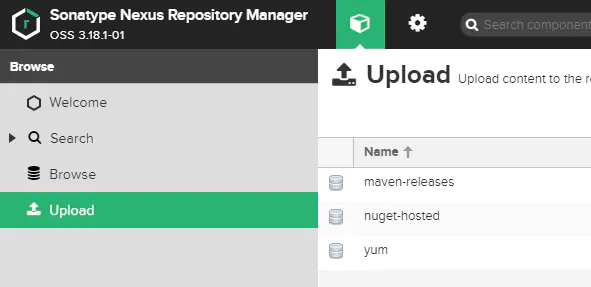 Sonatype Nexus Repository Manager
OSS 3.18.1-01
Search component
Browse
Welcome
Search
Browse
Upload
Upload Upload content to the
Name
maven-releases
nuget-hosted
yum